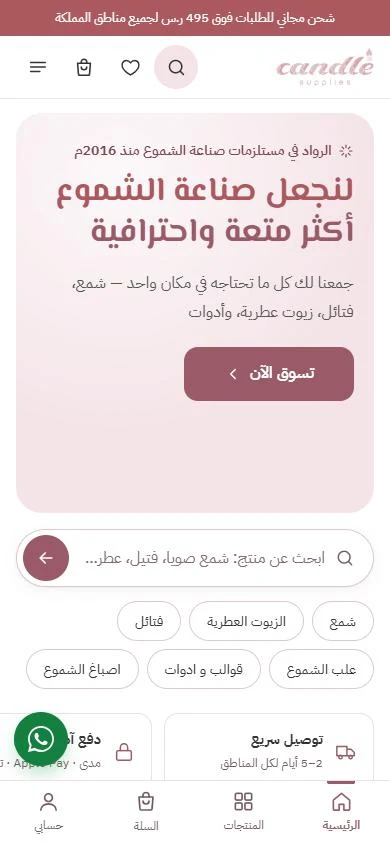 شحن مجاني للطلبات فوق 495 ر.س لجميع مناطق المملكة
candle
supplies
الرواد في مستلزمات صناعة الشموع منذ 2016م
لنجعل صناعة الشموع
أكثر متعة واحترافية
جمعنا لك كل ما تحتاجه في مكان واحد — شمع،
فتائل، زيوت عطرية، وأدوات
تسوق الآن
ابحث عن منتج: شمع صويا، فتيل، عطر...
شمع
الزيوت العطرية
فتائل
علب الشموع
قوالب و ادوات
اصباغ الشموع
توصيل سريع
2–5 أيام لكل المناطق
دفع
مدى · Apple Pay
الرئيسية
المنتجات
السلة
حسابي